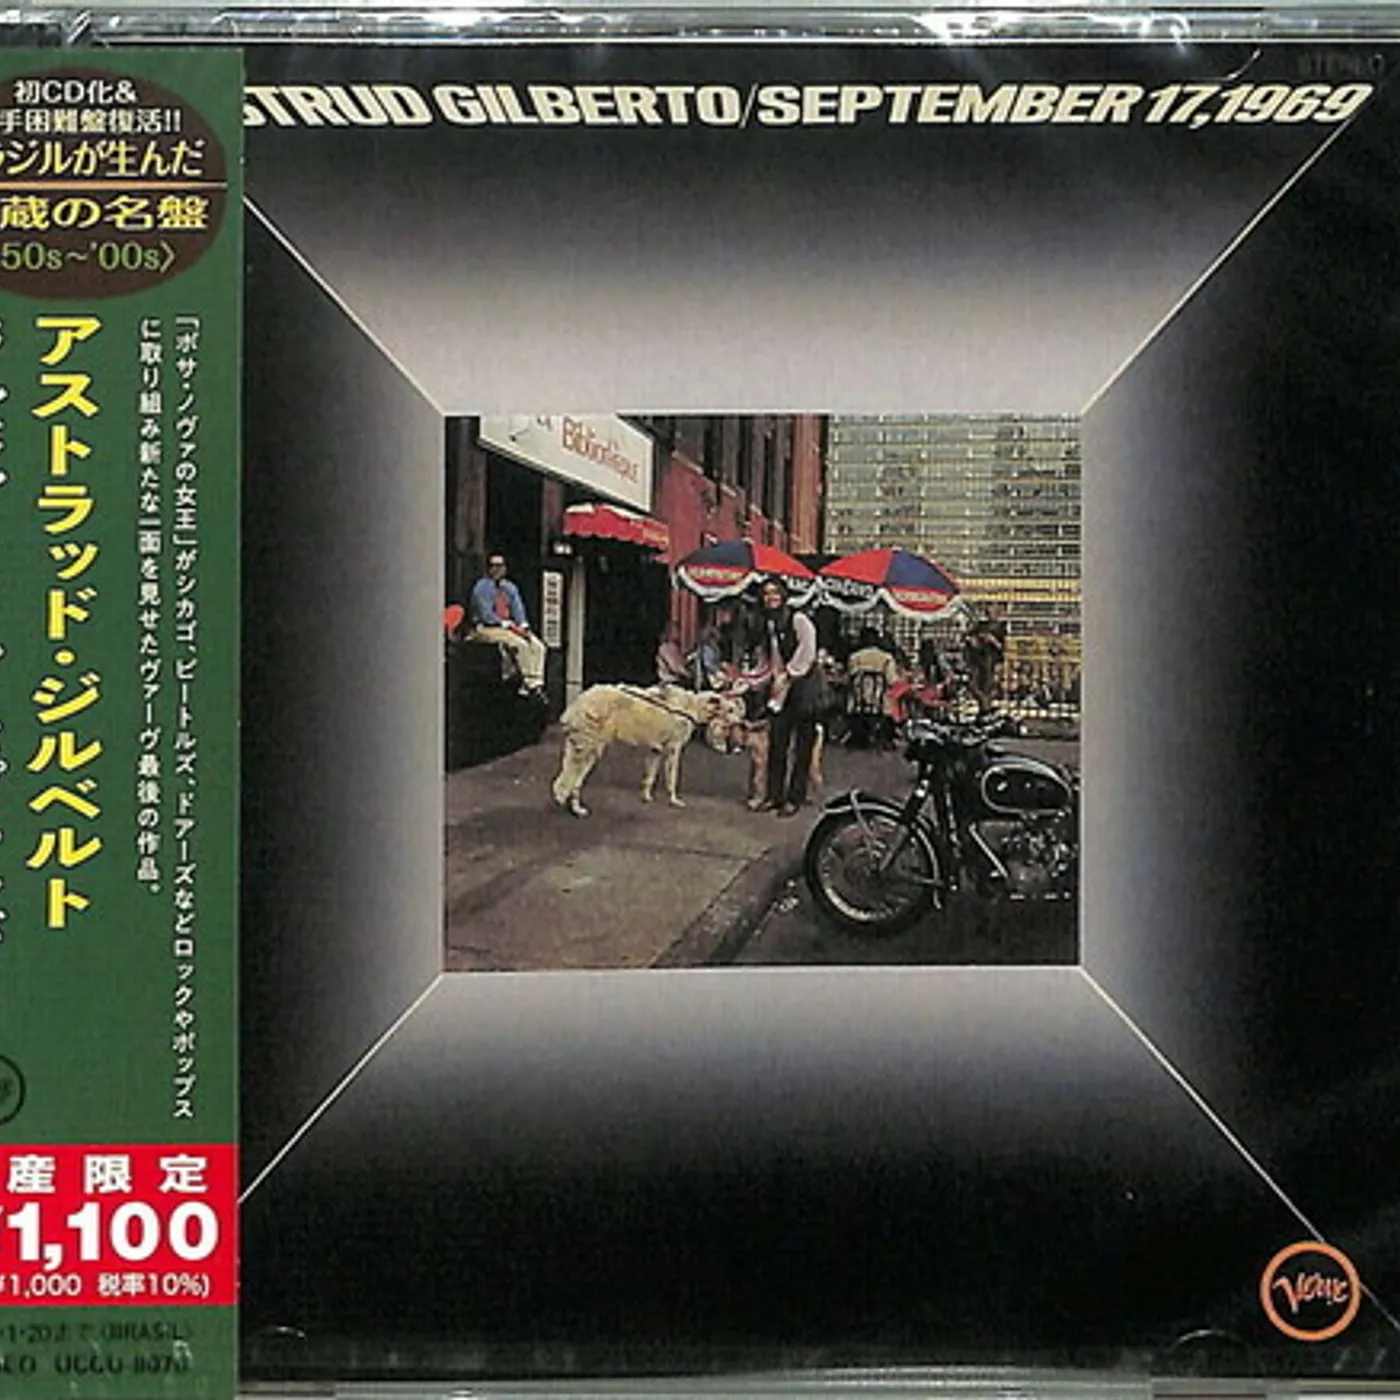 STRUD GILBERTO/SEPTEMBER 17, 1969
初CD化&
手困難盤復活!!
ラジルが生んだ
蔵の名盤
50s～'00s〉
「ボサ・ノヴァの女王」がシカゴ、ビートルズ、ドアーズなどロックやポップス
に取り組み新たな一面を見せたヴァーヴ最後の作品。
アストラッド・ジルベルト
産限定
¥1,100
¥1,000 税率10%)
Bibliothèque
Verve